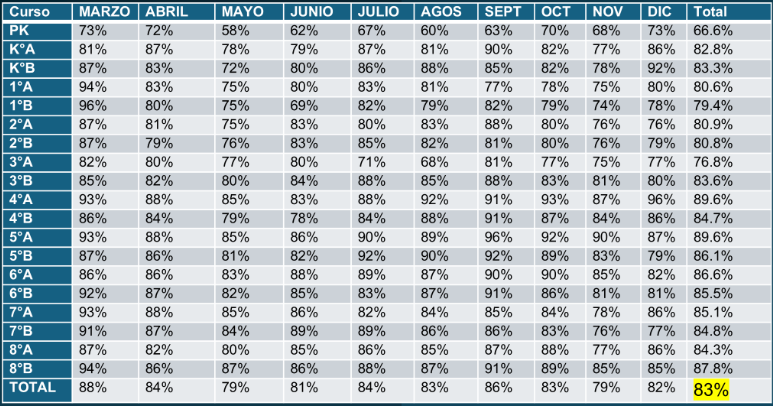 Curso MARZO ABRIL MAYO JUNIO JULIO AGOS SEPT OCT NOV DIC Total
PK 73% 72% 58% 62% 67% 60% 63% 70% 68% 73% 66.6%
K°A 81% 87% 78% 79% 87% 81% 90% 82% 77% 86% 82.8%
K°B 87% 83% 72% 80% 86% 88% 85% 82% 78% 92% 83.3%
1°A 94% 83% 75% 80% 83% 81% 77% 78% 75% 80% 80.6%
1°B 96% 80% 75% 69% 82% 79% 82% 79% 74% 78% 79.4%
2°A 87% 81% 75% 83% 80% 83% 88% 80% 76% 76% 80.9%
2°B 87% 79% 76% 83% 85% 82% 81% 80% 76% 79% 80.8%
3°A 82% 80% 77% 80% 71% 68% 81% 77% 75% 77% 76.8%
3°B 85% 82% 80% 84% 88% 85% 88% 83% 81% 80% 83.6%
4°A 93% 88% 85% 83% 88% 92% 91% 93% 87% 96% 89.6%
4°B 86% 84% 79% 78% 84% 88% 91% 87% 84% 86% 84.7%
5°A 93% 88% 85% 86% 90% 89% 96% 92% 90% 87% 89.6%
5°B 87% 86% 81% 82% 92% 90% 92% 89% 83% 79% 86.1%
6°A 86% 86% 83% 88% 89% 87% 90% 90% 85% 82% 86.6%
6°B 92% 87% 82% 85% 83% 87% 91% 86% 81% 81% 85.5%
7°A 93% 88% 85% 86% 82% 84% 85% 84% 78% 86% 85.1%
7°B 91% 87% 84% 89% 89% 86% 86% 83% 76% 77% 84.8%
8°A 87% 82% 80% 85% 86% 85% 87% 88% 77% 86% 84.3%
8°B 94% 86% 87% 86% 88% 87% 91% 89% 85% 85% 87.8%
TOTAL 88% 84% 79% 81% 84% 83% 86% 83% 79% 82% 83%